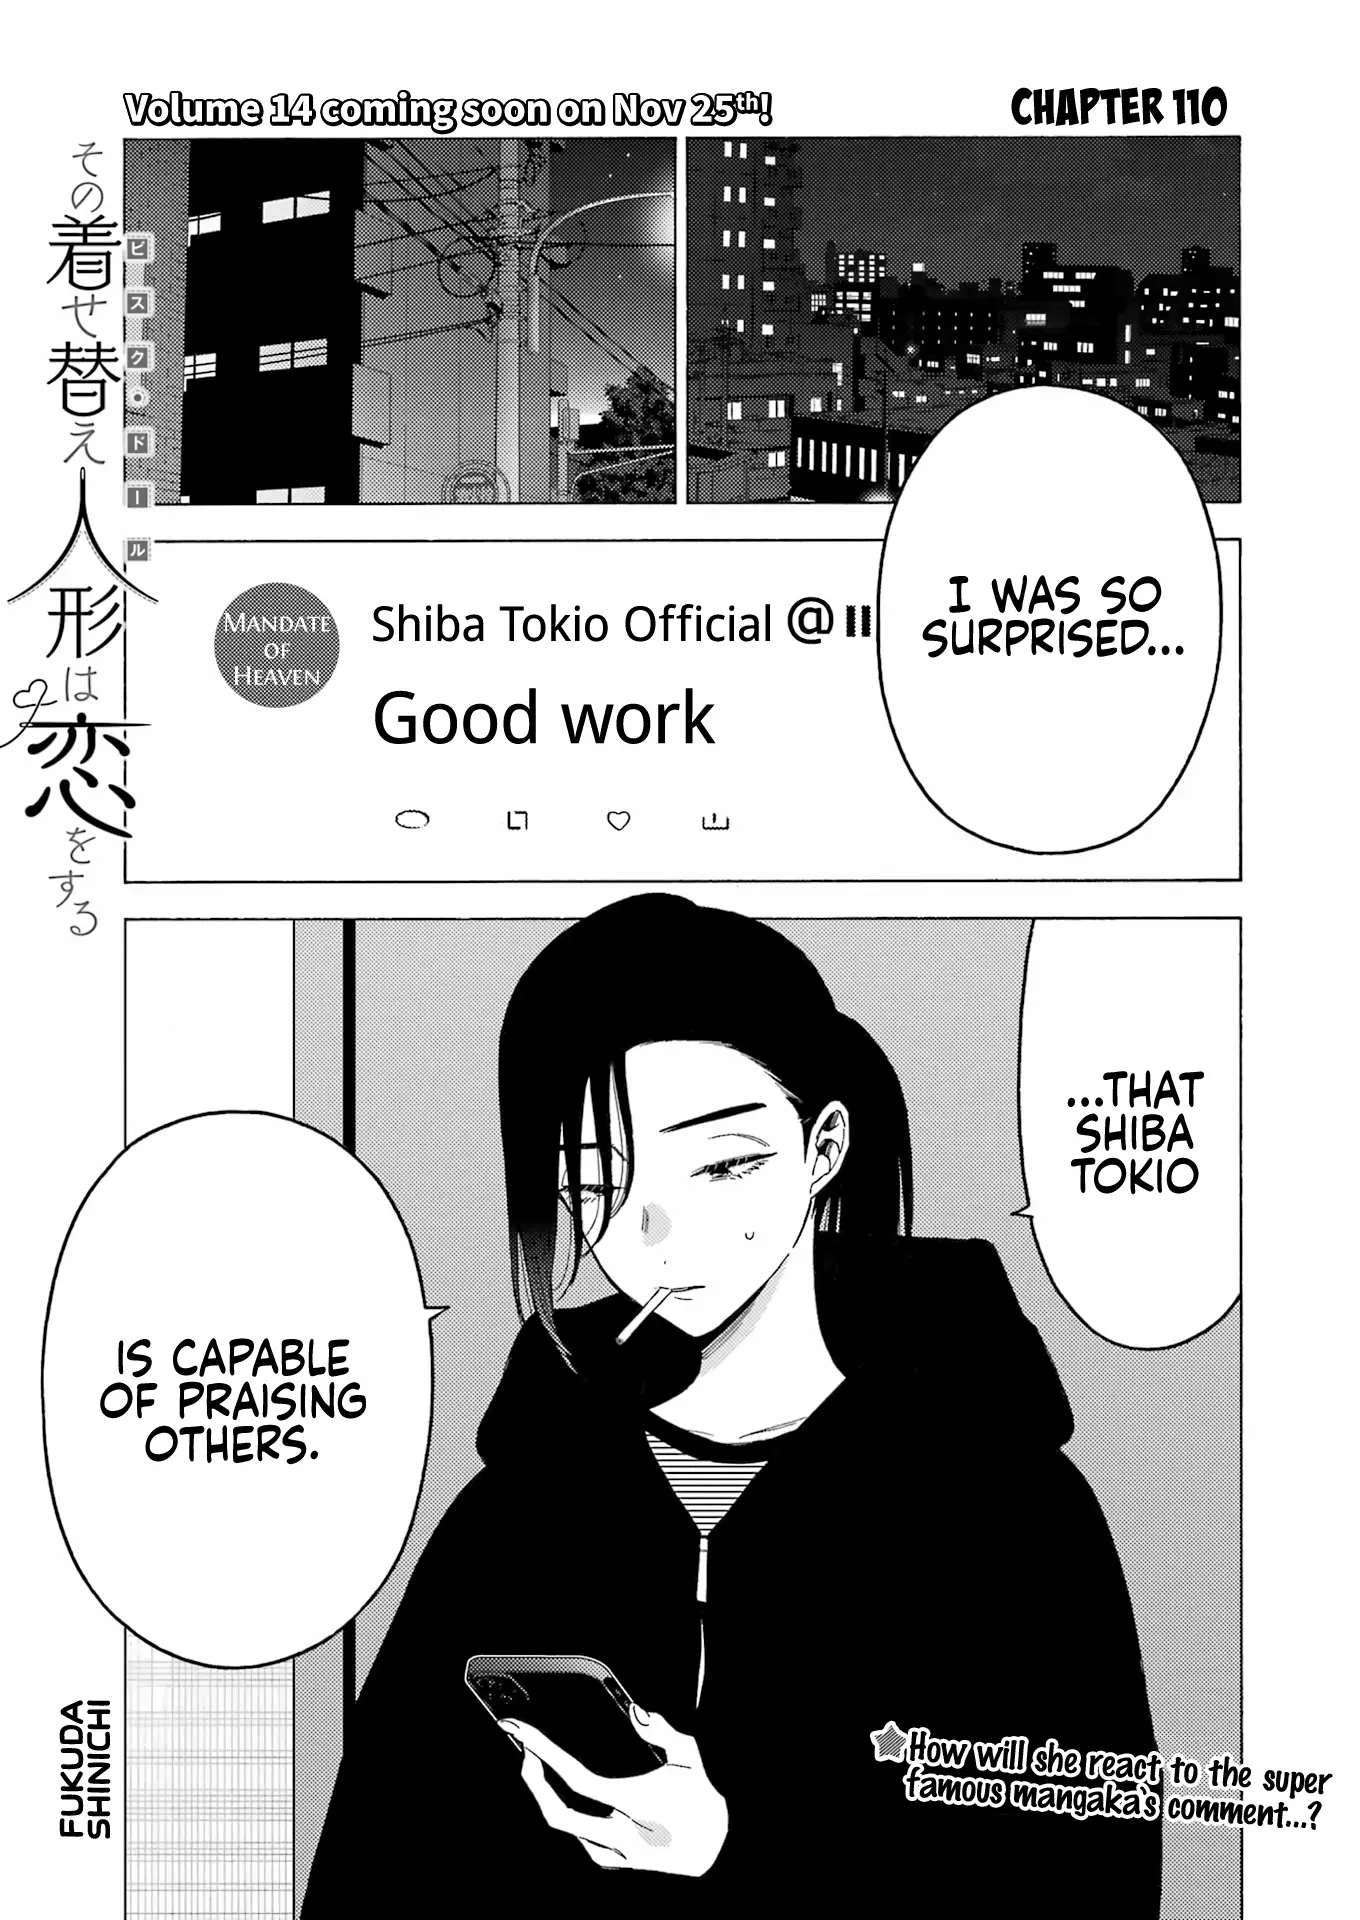 Volume 14 coming soon on Nov 25th!
CHAPTER 110
その着せ替え人形は恋をする
ビスク・ドール
I WAS SO
SURPRISED...
MANDATE
OF
HEAVEN
Shiba Tokio Official @
Good work
...THAT
SHIBA
TOKIO
IS CAPABLE
OF PRAISING
OTHERS.
FUKUDA
SHINICHI
How will she react to the super
famous mangaka's comment...?